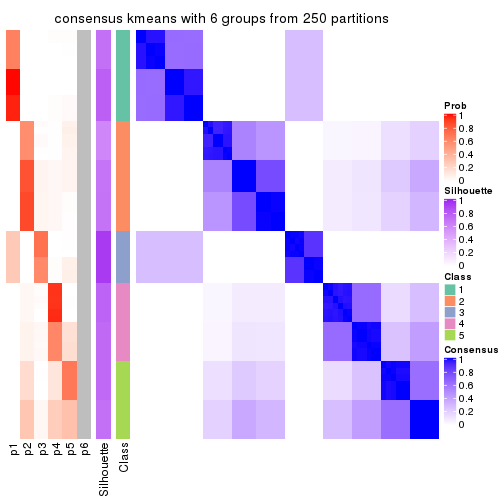 consensus kmeans with 6 groups from 250 partitions
Prob
1
0.8
0.6
0.4
0.2
0
Silhouette
1
0.8
0.6
0.4
0.2
0
Class
1
2
3
4
5
Consensus
1
0.8
0.6
0.4
0.2
0
p1
p2
p3
p4
p5
p6
Silhouette
Class